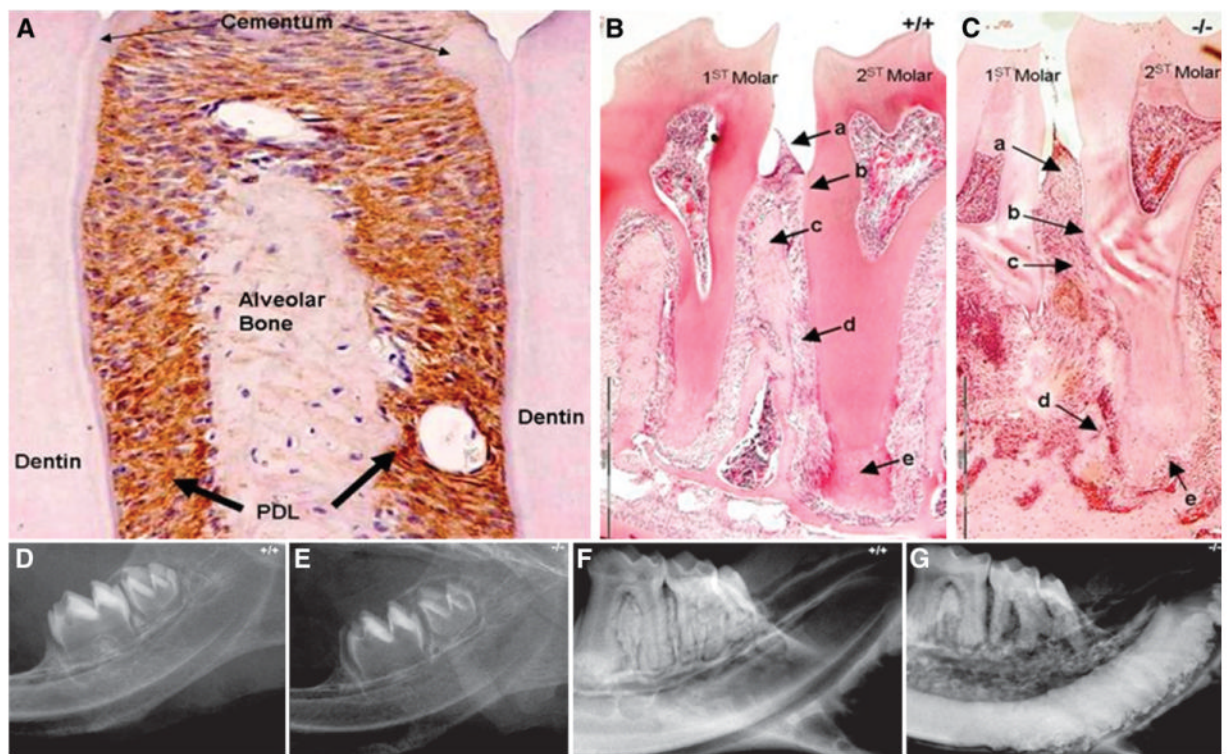 A
Cementum
Alveolar
Bone
Dentin
Dentin
PDL
B
+/+
1ST Molar
2ST Molar
a
b
c
d
e
C
-/-
1ST Molar
2ST Molar
a
b
c
d
e
D
+/+
E
-/-
F
+/+
G
-/-